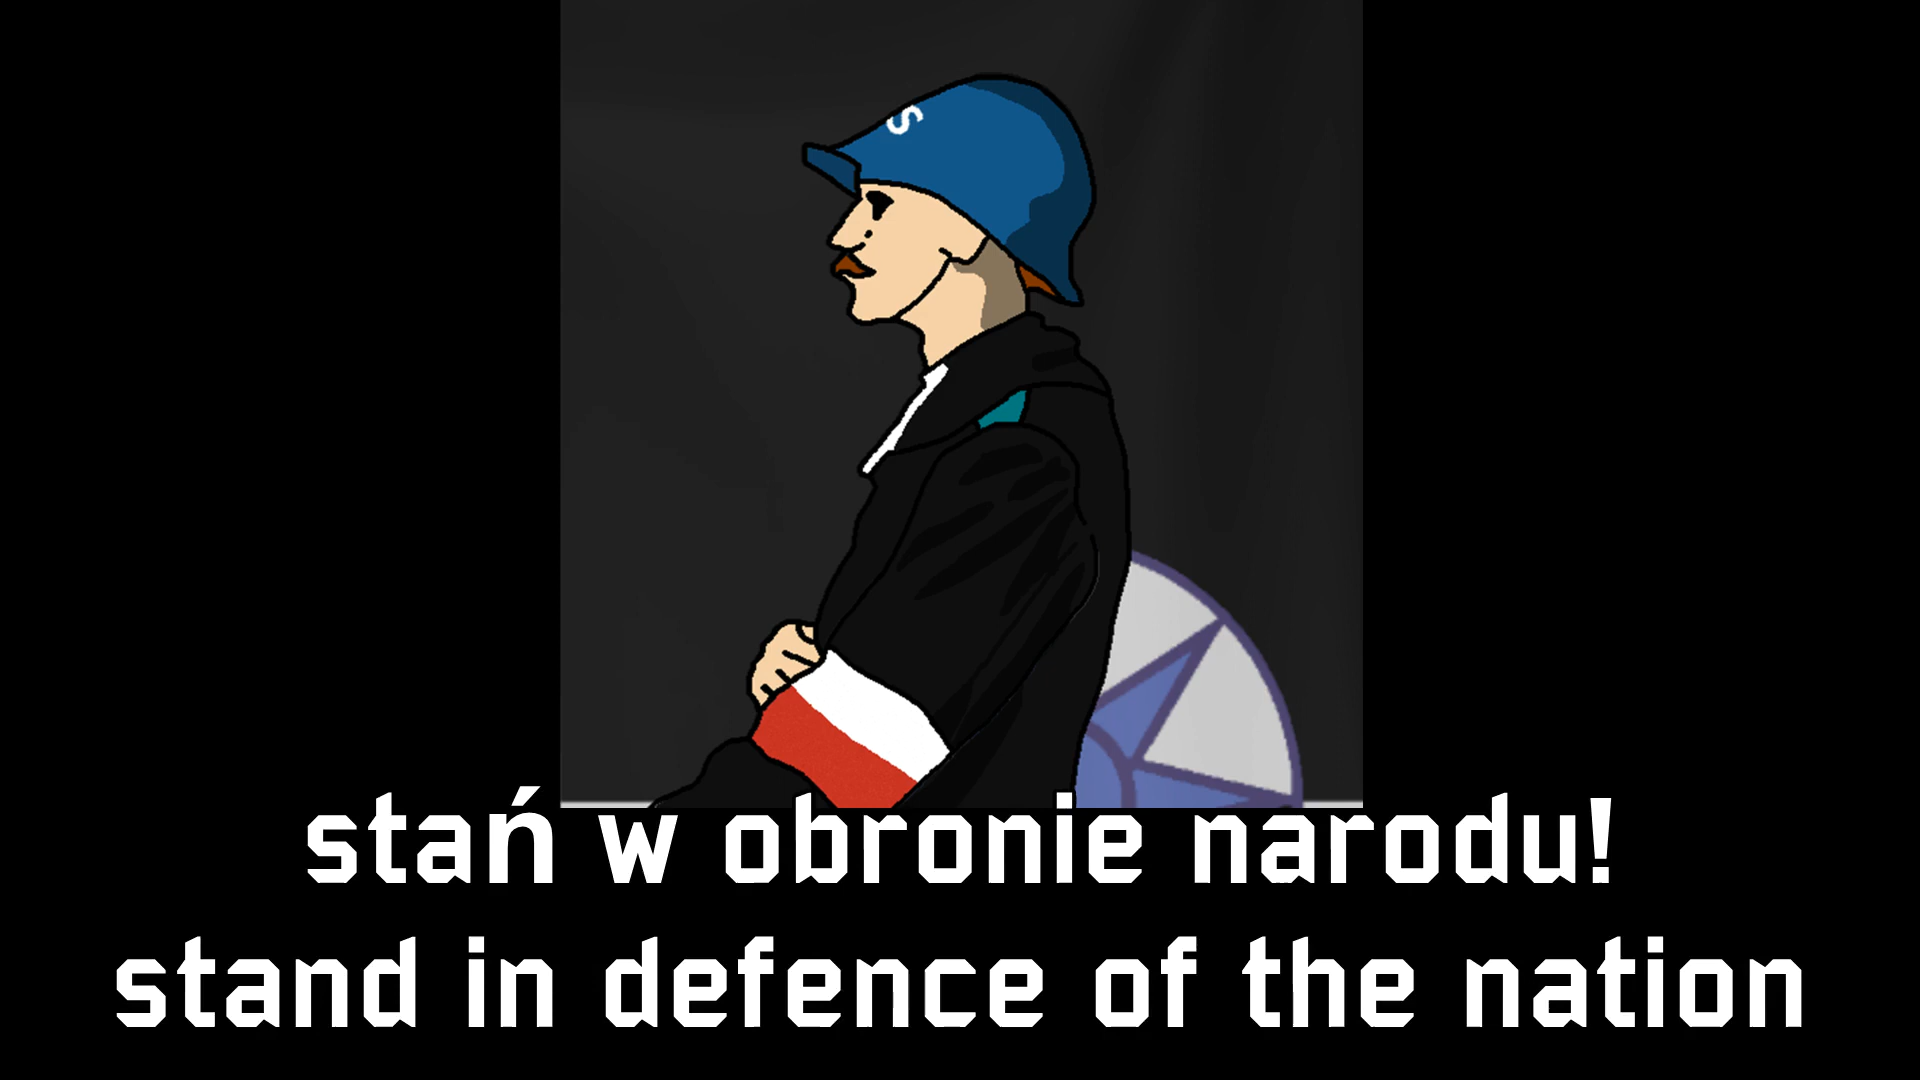 S
stań w obronie narodu!
stand in defence of the nation